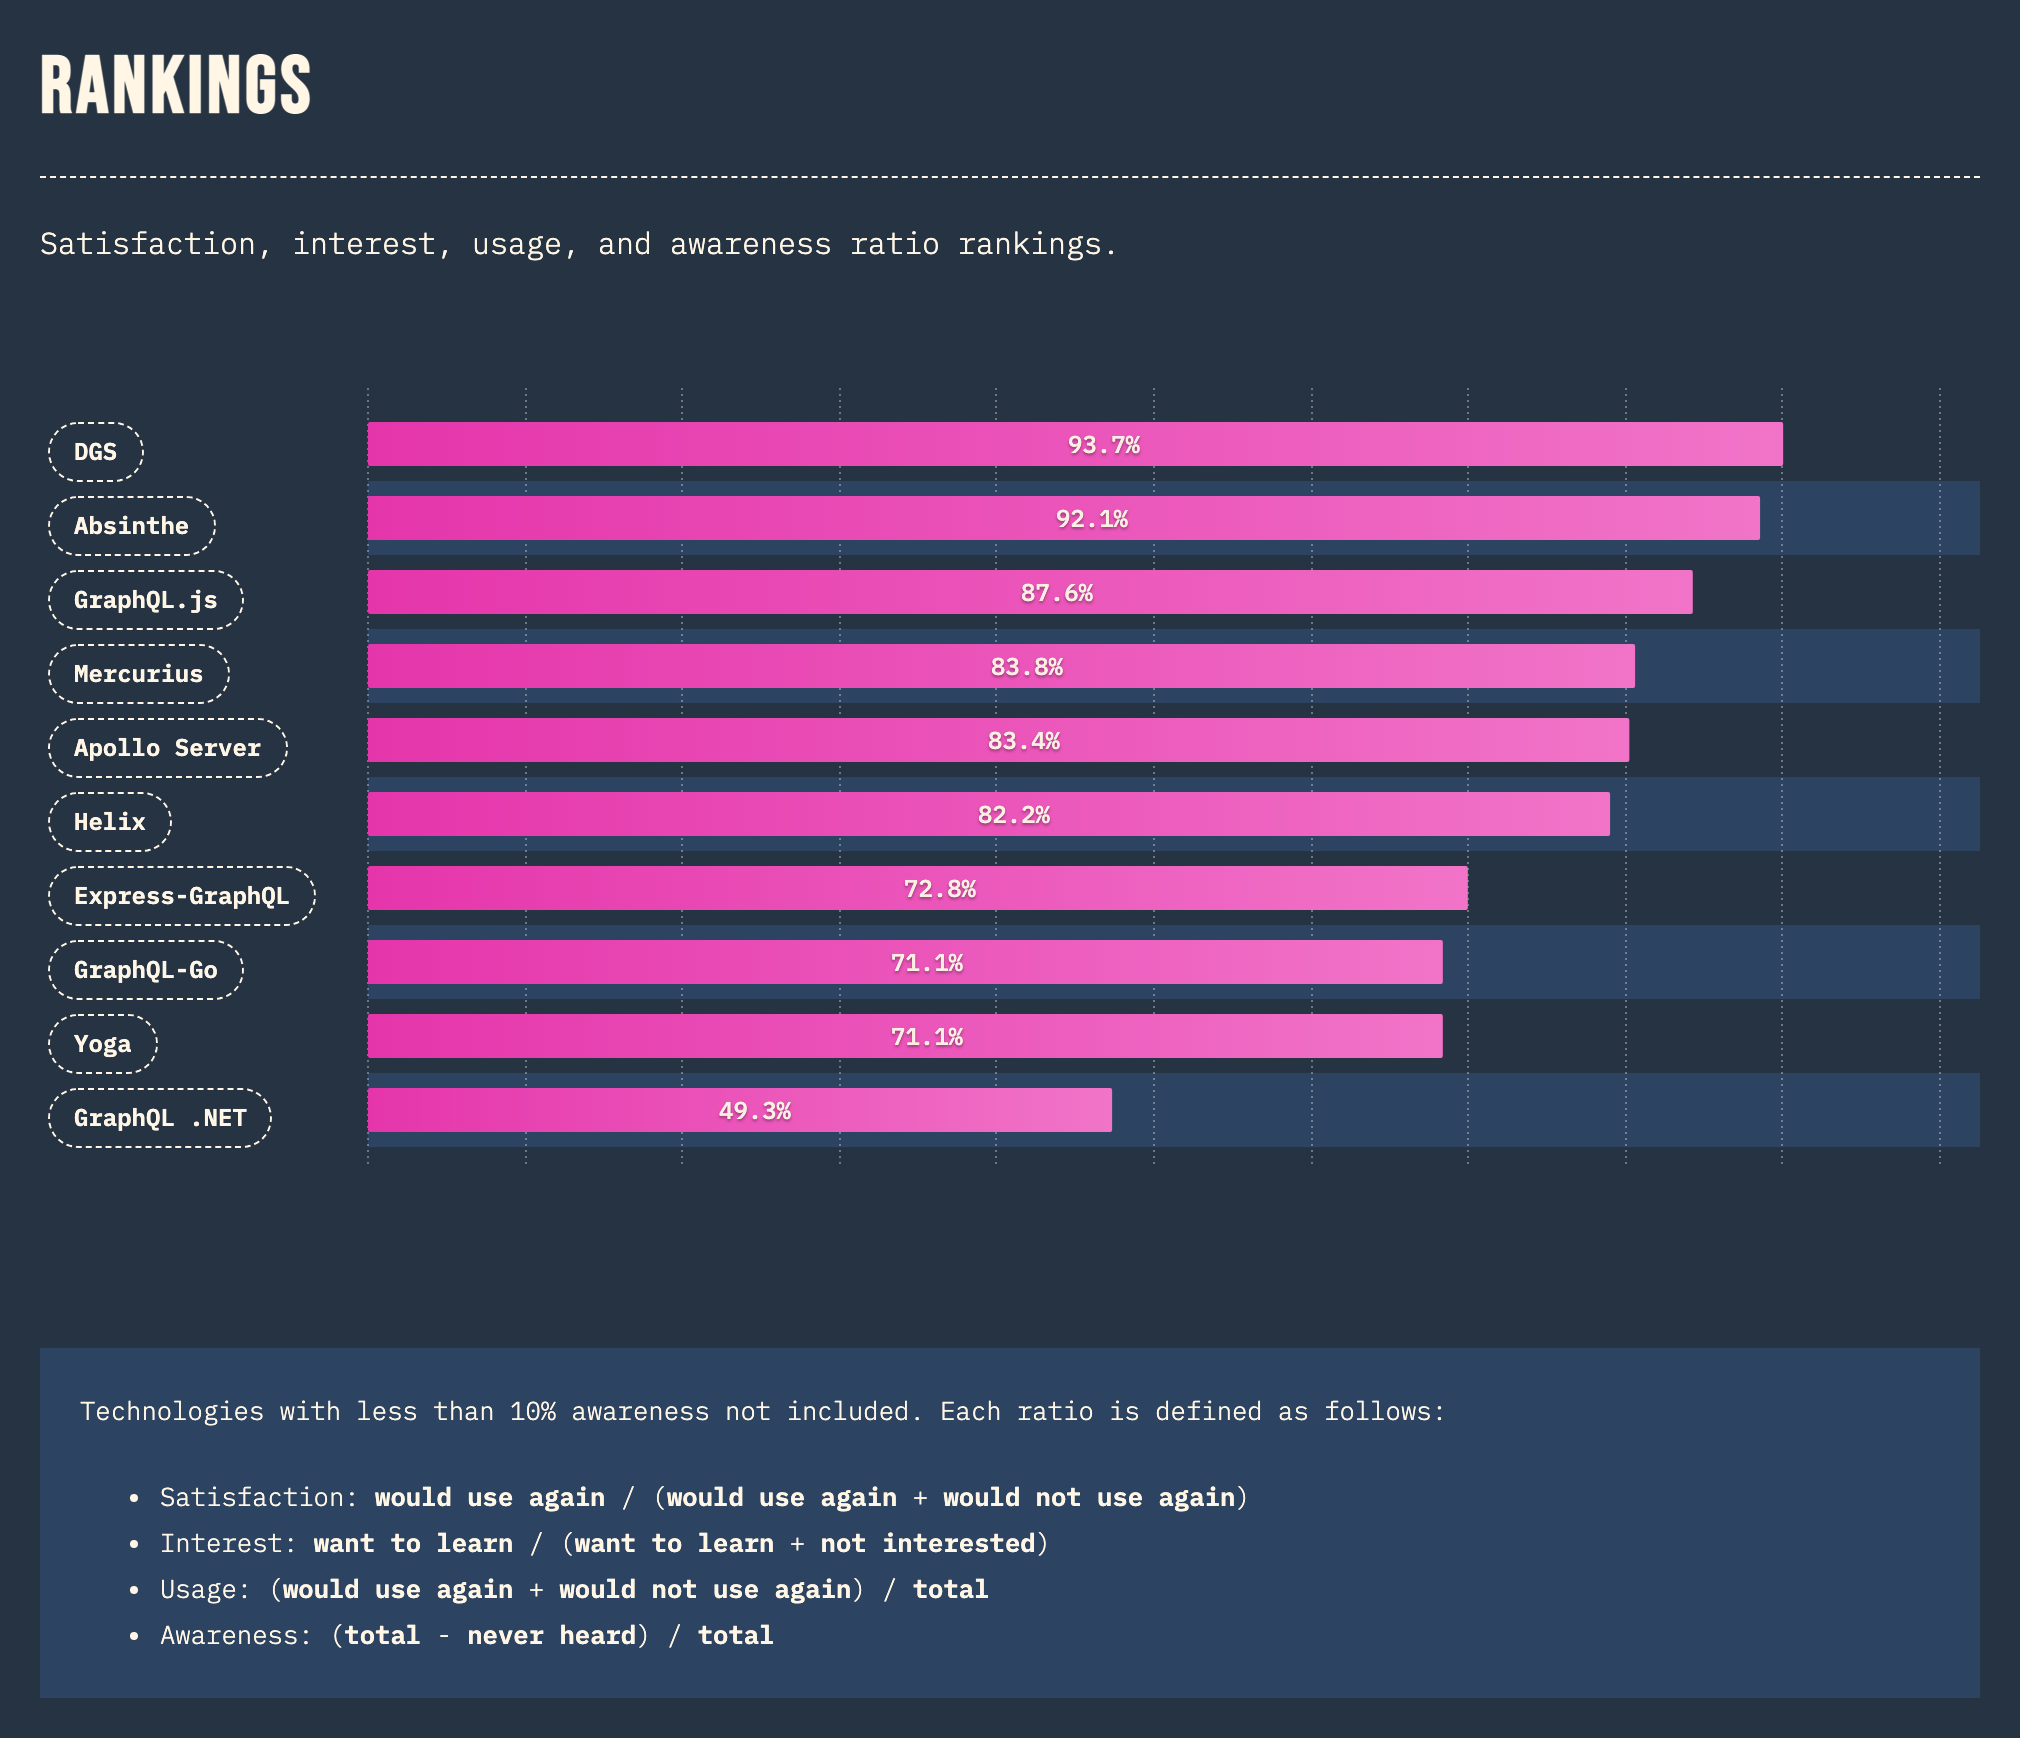 RANKINGS
Satisfaction, interest, usage, and awareness ratio rankings.
DGS 93.7%
Absinthe 92.1%
GraphQL.js 87.6%
Mercurius 83.8%
Apollo Server 83.4%
Helix 82.2%
Express-GraphQL 72.8%
GraphQL-Go 71.1%
Yoga 71.1%
GraphQL .NET 49.3%
Technologies with less than 10% awareness not included. Each ratio is defined as follows:
• Satisfaction: would use again / (would use again + would not use again)
• Interest: want to learn / (want to learn + not interested)
• Usage: (would use again + would not use again) / total
• Awareness: (total - never heard) / total